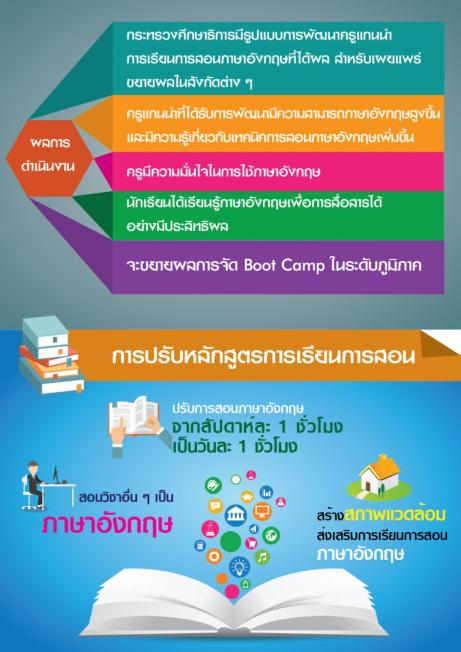 กระทรวงศึกษาธิการมีรูปแบบการพัฒนาครูแกนนำ
การเรียนการสอนภาษาอังกฤษที่ได้ผล สำหรับเผยแพร่
ขยายผลในสังกัดต่าง ๆ
ครูแกนนำที่ได้รับการพัฒนามีความสามารถภาษาอังกฤษสูงขึ้น
และมีความรู้เกี่ยวกับเทคนิคการสอนภาษาอังกฤษเพิ่มขึ้น
ผลการ
ดำเนินงาน
ครูมีความมั่นใจในการใช้ภาษาอังกฤษ
นักเรียนได้เรียนรู้ภาษาอังกฤษเพื่อการสื่อสารได้
อย่างมีประสิทธิผล
จะขยายผลการจัด Boot Camp ในระดับภูมิภาค
การปรับหลักสูตรการเรียนการสอน
ปรับการสอนภาษาอังกฤษ
จากสัปดาห์ละ 1 ชั่วโมง
เป็นวันละ 1 ชั่วโมง
สอนวิชาอื่น ๆ เป็น
ภาษาอังกฤษ
สร้างสภาพแวดล้อม
ส่งเสริมการเรียนการสอน
ภาษาอังกฤษ